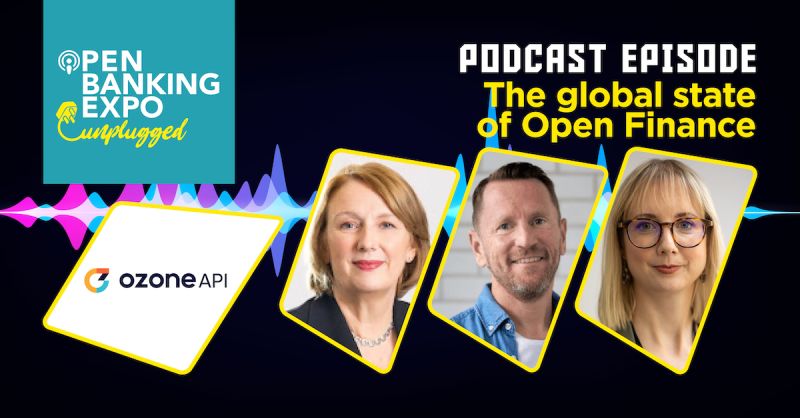 OPEN
BANKING
EXPO
unplugged
PODCAST EPISODE
The global state
of Open Finance
ozone API